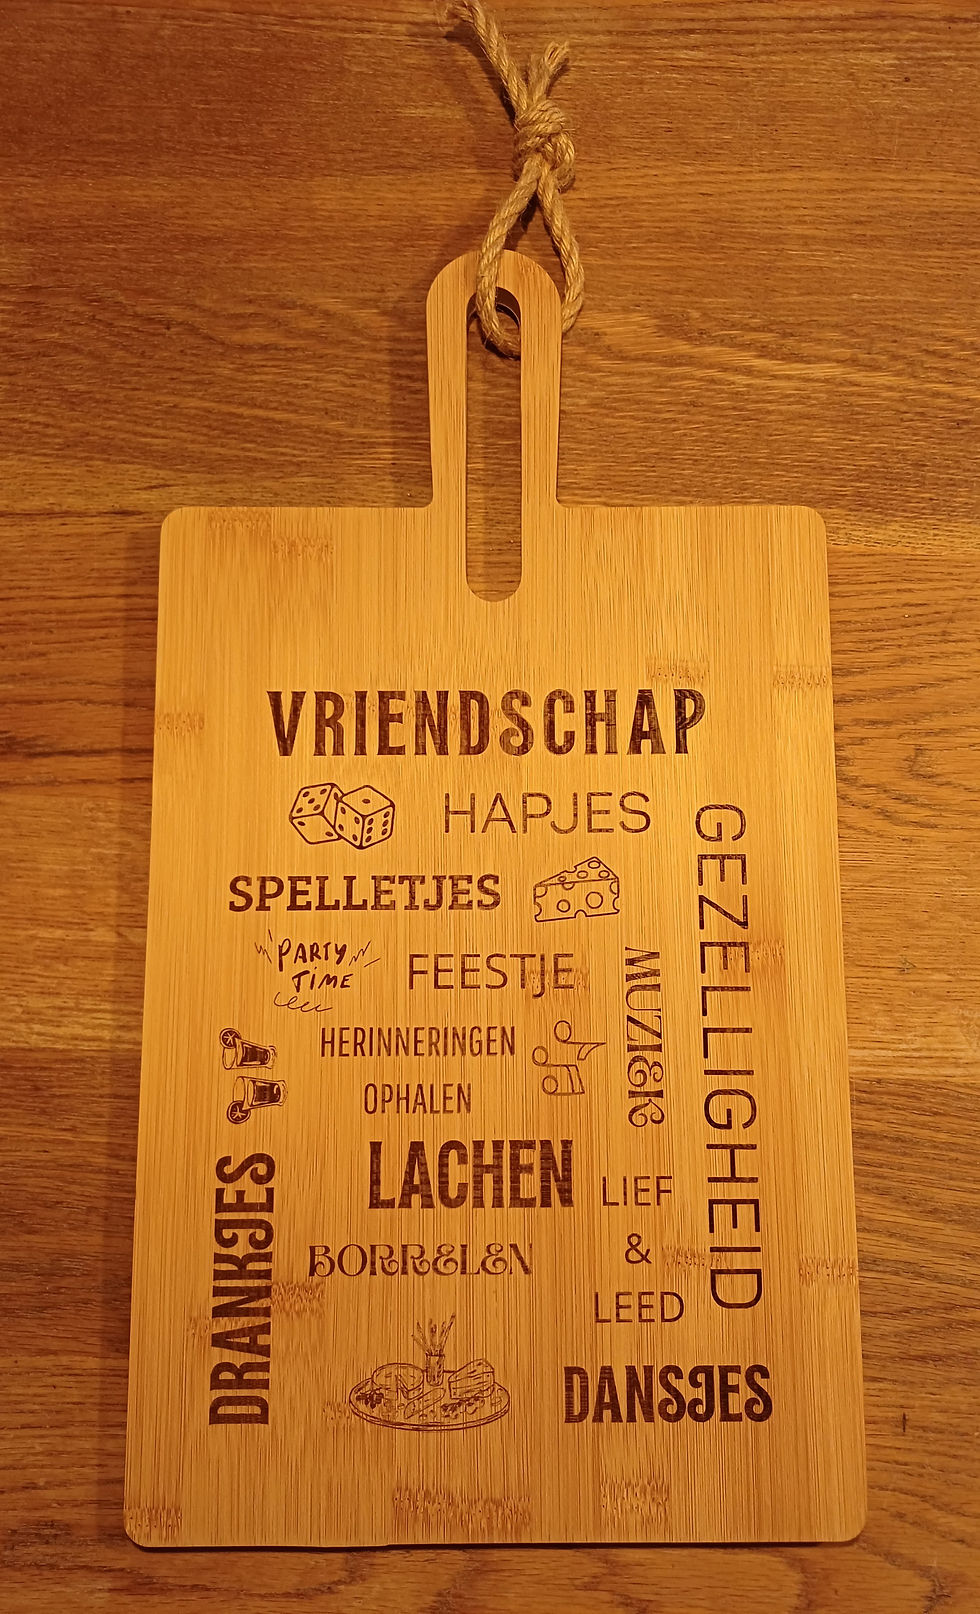 VRIENDSCHAP
HAPJES
GEZELLIGHEID
SPELLETJES
PARTY
TIME
FEESTJE
MUZIEK
HERINNERINGEN
OPHALEN
LACHEN
LIEF
&
LEED
DRANKJES
BORRELEN
DANSJES